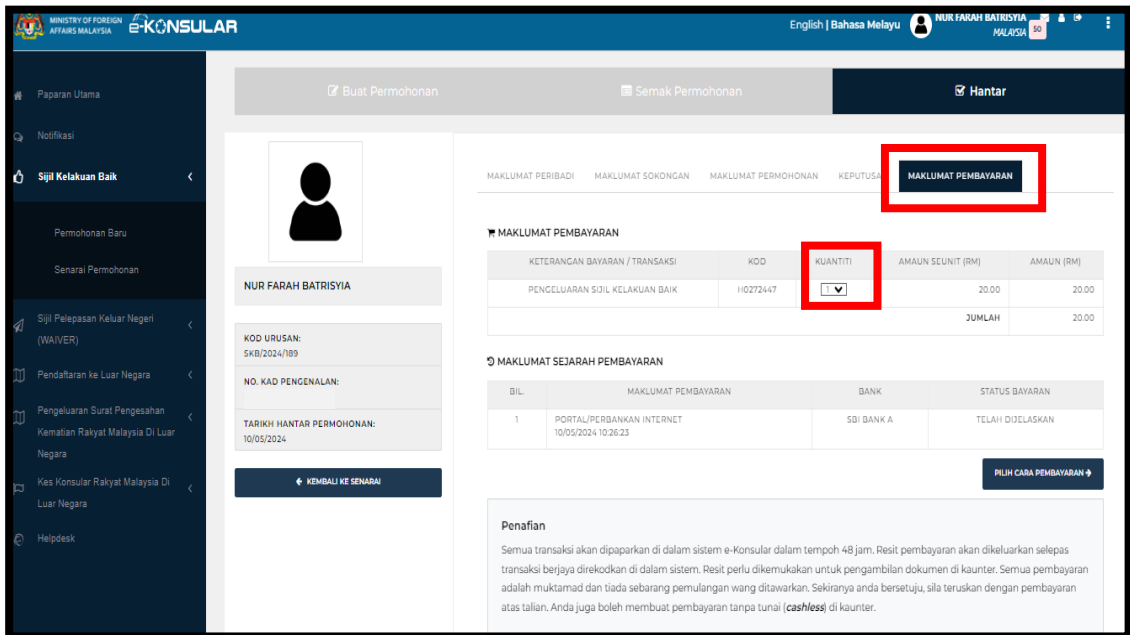 MINISTRY OF FOREIGN
AFFAIRS MALAYSIA
e-KONSULAR
English | Bahasa Melayu
NUR FARAH BATRISYIA
MALAYSIA
50
Paparan Utama
Notifikasi
Sijil Kelakuan Baik
Permohonan Baru
Senarai Permohonan
Sijil Pelepasan Keluar Negeri
(WAIVER)
Pendaftaran ke Luar Negara
Pengeluaran Surat Pengesahan
Kematian Rakyat Malaysia Di Luar
Negara
Kes Konsular Rakyat Malaysia Di
Luar Negara
Helpdesk
Buat Permohonan
Semak Permohonan
Hantar
NUR FARAH BATRISYIA
KOD URUSAN:
SKB/2024/189
NO. KAD PENGENALAN:
TARIKH HANTAR PERMOHONAN:
10/05/2024
KEMBALI KE SENARAI
MAKLUMAT PERIBADI MAKLUMAT SOKONGAN MAKLUMAT PERMOHONAN KEPUTUSA MAKLUMAT PEMBAYARAN
MAKLUMAT PEMBAYARAN
KETERANGAN BAYARAN / TRANSAKSI KOD KUANTITI AMAUN SEUNIT (RM) AMAUN (RM)
PENGELUARAN SIJIL KELAKUAN BAIK H0272447 1 20.00 20.00
JUMLAH 20.00
MAKLUMAT SEJARAH PEMBAYARAN
BIL. MAKLUMAT PEMBAYARAN BANK STATUS BAYARAN
1 PORTAL/PERBANKAN INTERNET SBI BANK A TELAH DIJELASKAN
10/05/2024 10:26:23
PILIH CARA PEMBAYARAN
Penafian
Semua transaksi akan dipaparkan di dalam sistem e-Konsular dalam tempoh 48 jam. Resit pembayaran akan dikeluarkan selepas
transaksi berjaya direkodkan di dalam sistem. Resit perlu dikemukakan untuk pengambilan dokumen di kaunter. Semua pembayaran
adalah muktamad dan tiada sebarang pemulangan wang ditawarkan. Sekiranya anda bersetuju, sila teruskan dengan pembayaran
atas talian. Anda juga boleh membuat pembayaran tanpa tunai (cashless) di kaunter.